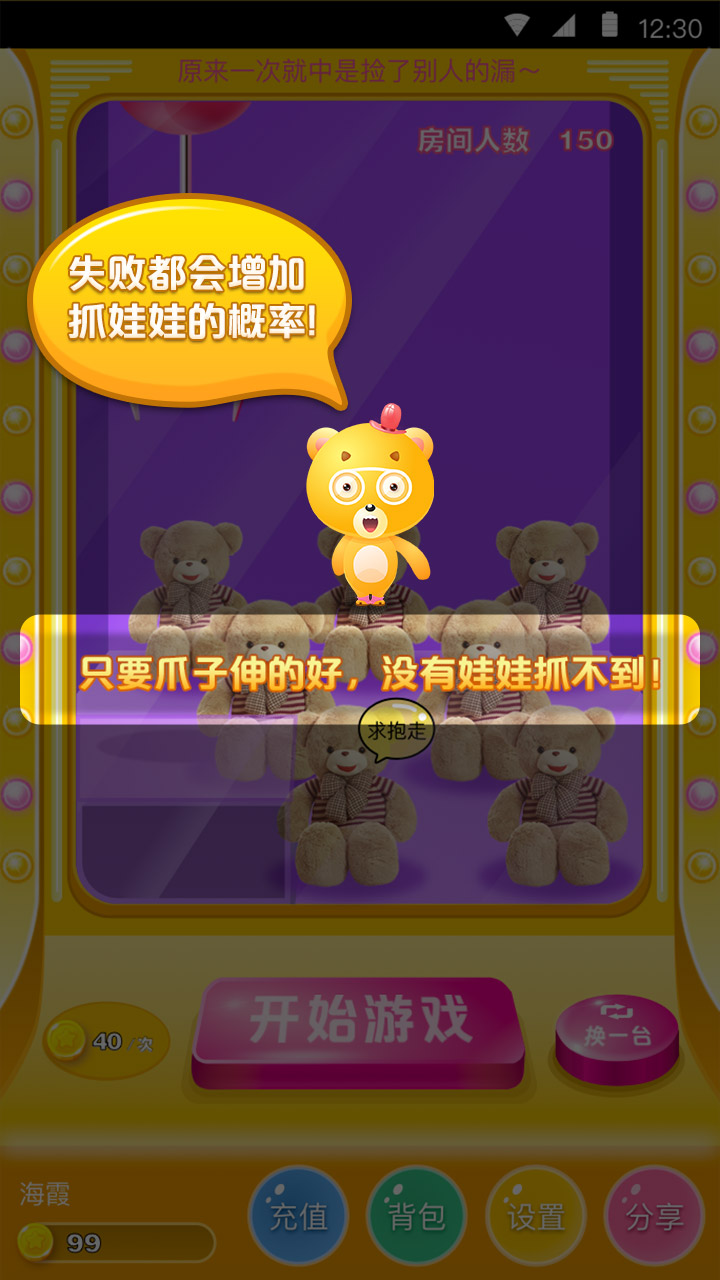 12:30
原来一次就中是捡了别人的漏～
房间人数 150
失败都会增加
抓娃娃的概率!
只要爪子伸的好，没有娃娃抓不到!
求抱走
开始游戏
40/次
换一台
海霞
99
充值
背包
设置
分享